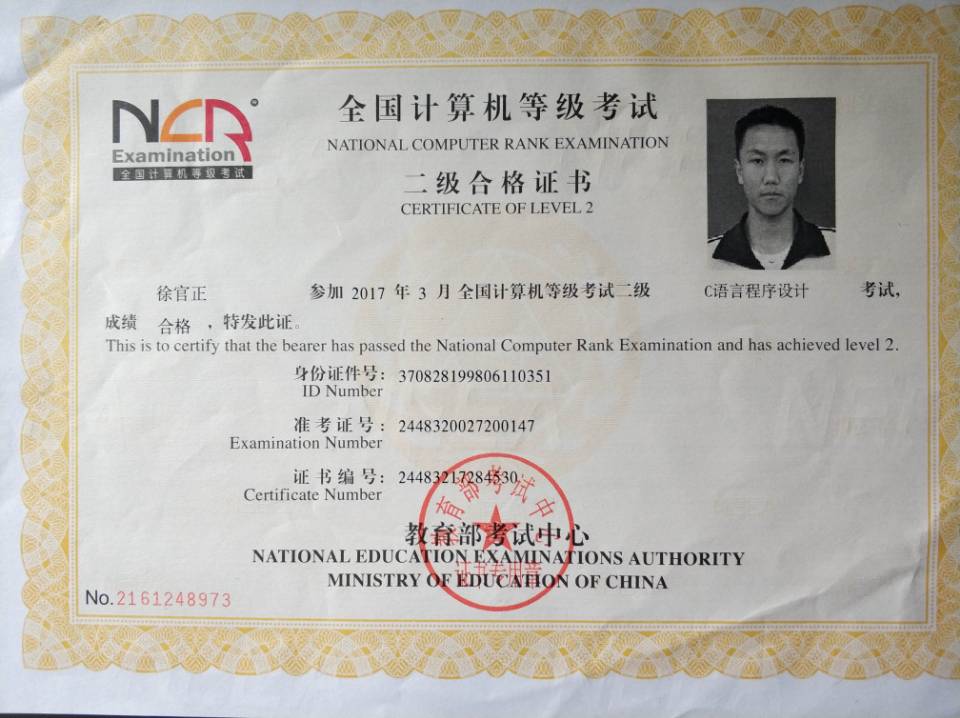 NCR
Examination
全国计算机等级考试
全国计算机等级考试
NATIONAL COMPUTER RANK EXAMINATION
二级合格证书
CERTIFICATE OF LEVEL 2
徐官正 参加 2017 年 3 月 全国计算机等级考试二级 C语言程序设计 考试,
成绩 合格 ,特发此证。
This is to certify that the bearer has passed the National Computer Rank Examination and has achieved level 2.
身份证件号: 370828199806110351
ID Number
准考证号: 2448320027200147
Examination Number
证书编号: 24483217284530
Certificate Number
教育部考试中心
教育部考试中心
NATIONAL EDUCATION EXAMINATIONS AUTHORITY
证书专用章
MINISTRY OF EDUCATION OF CHINA
No.2161248973